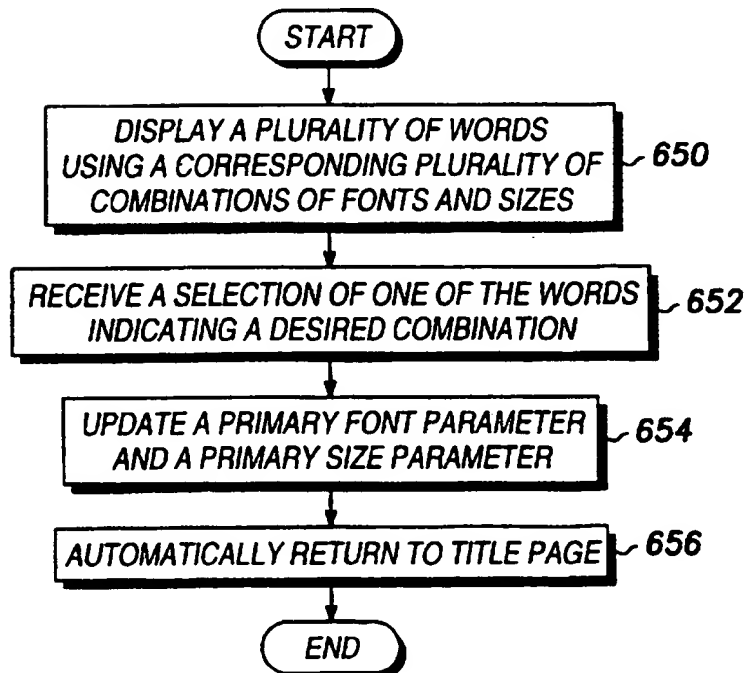 START
DISPLAY A PLURALITY OF WORDS
USING A CORRESPONDING PLURALITY OF
COMBINATIONS OF FONTS AND SIZES
650
RECEIVE A SELECTION OF ONE OF THE WORDS
INDICATING A DESIRED COMBINATION
652
UPDATE A PRIMARY FONT PARAMETER
AND A PRIMARY SIZE PARAMETER
654
AUTOMATICALLY RETURN TO TITLE PAGE
656
END